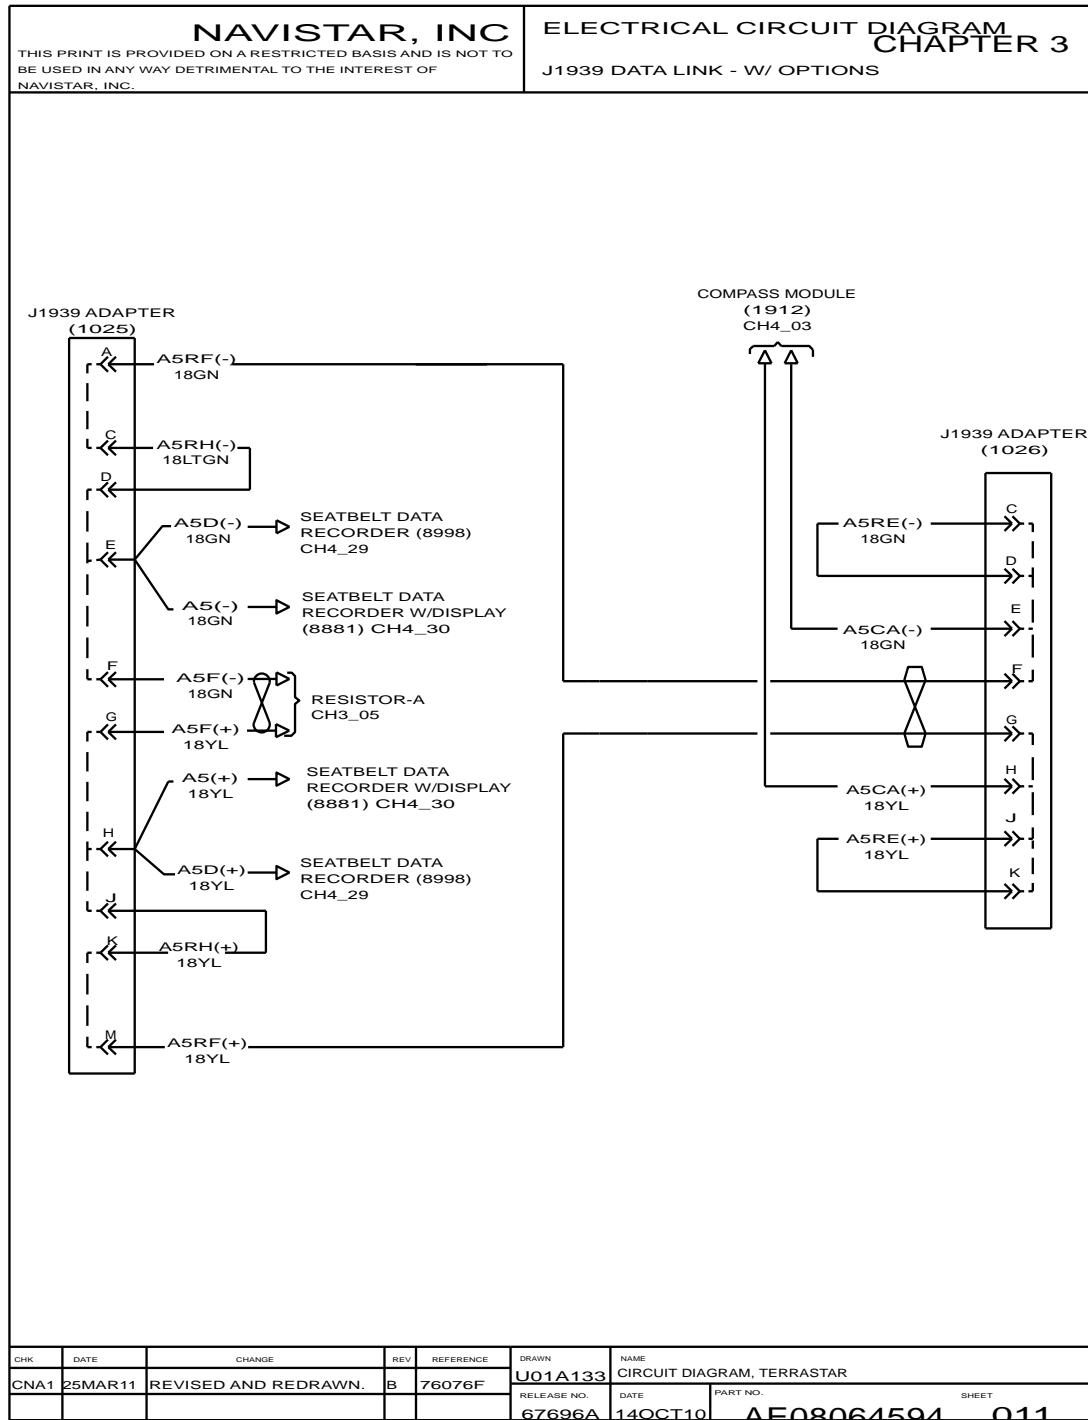 NAVISTAR, INC
THIS PRINT IS PROVIDED ON A RESTRICTED BASIS AND IS NOT TO
BE USED IN ANY WAY DETRIMENTAL TO THE INTEREST OF
NAVISTAR, INC.
ELECTRICAL CIRCUIT DIAGRAM
CHAPTER 3
J1939 DATA LINK - W/ OPTIONS
J1939 ADAPTER
(1025)
A
A5RF(-)
18GN
C
A5RH(-)
18LTGN
D
E
A5D(-)
18GN
SEATBELT DATA
RECORDER (8998)
CH4_29
A5(-)
18GN
SEATBELT DATA
RECORDER W/DISPLAY
(8881) CH4_30
F
A5F(-)
18GN
RESISTOR-A
CH3_05
G
A5F(+)
18YL
A5(+)
18YL
SEATBELT DATA
RECORDER W/DISPLAY
(8881) CH4_30
H
A5D(+)
18YL
SEATBELT DATA
RECORDER (8998)
CH4_29
J
K
A5RH(+)
18YL
M
A5RF(+)
18YL
COMPASS MODULE
(1912)
CH4_03
J1939 ADAPTER
(1026)
C
A5RE(-)
18GN
D
E
A5CA(-)
18GN
F
G
H
A5CA(+)
18YL
J
A5RE(+)
18YL
K
CHK DATE CHANGE REV REFERENCE
CNA1 25MAR11 REVISED AND REDRAWN. B 76076F
DRAWN
U01A133
NAME
CIRCUIT DIAGRAM, TERRASTAR
RELEASE NO.
67696A
DATE
14OCT10
PART NO.
AE08064594
SHEET
011